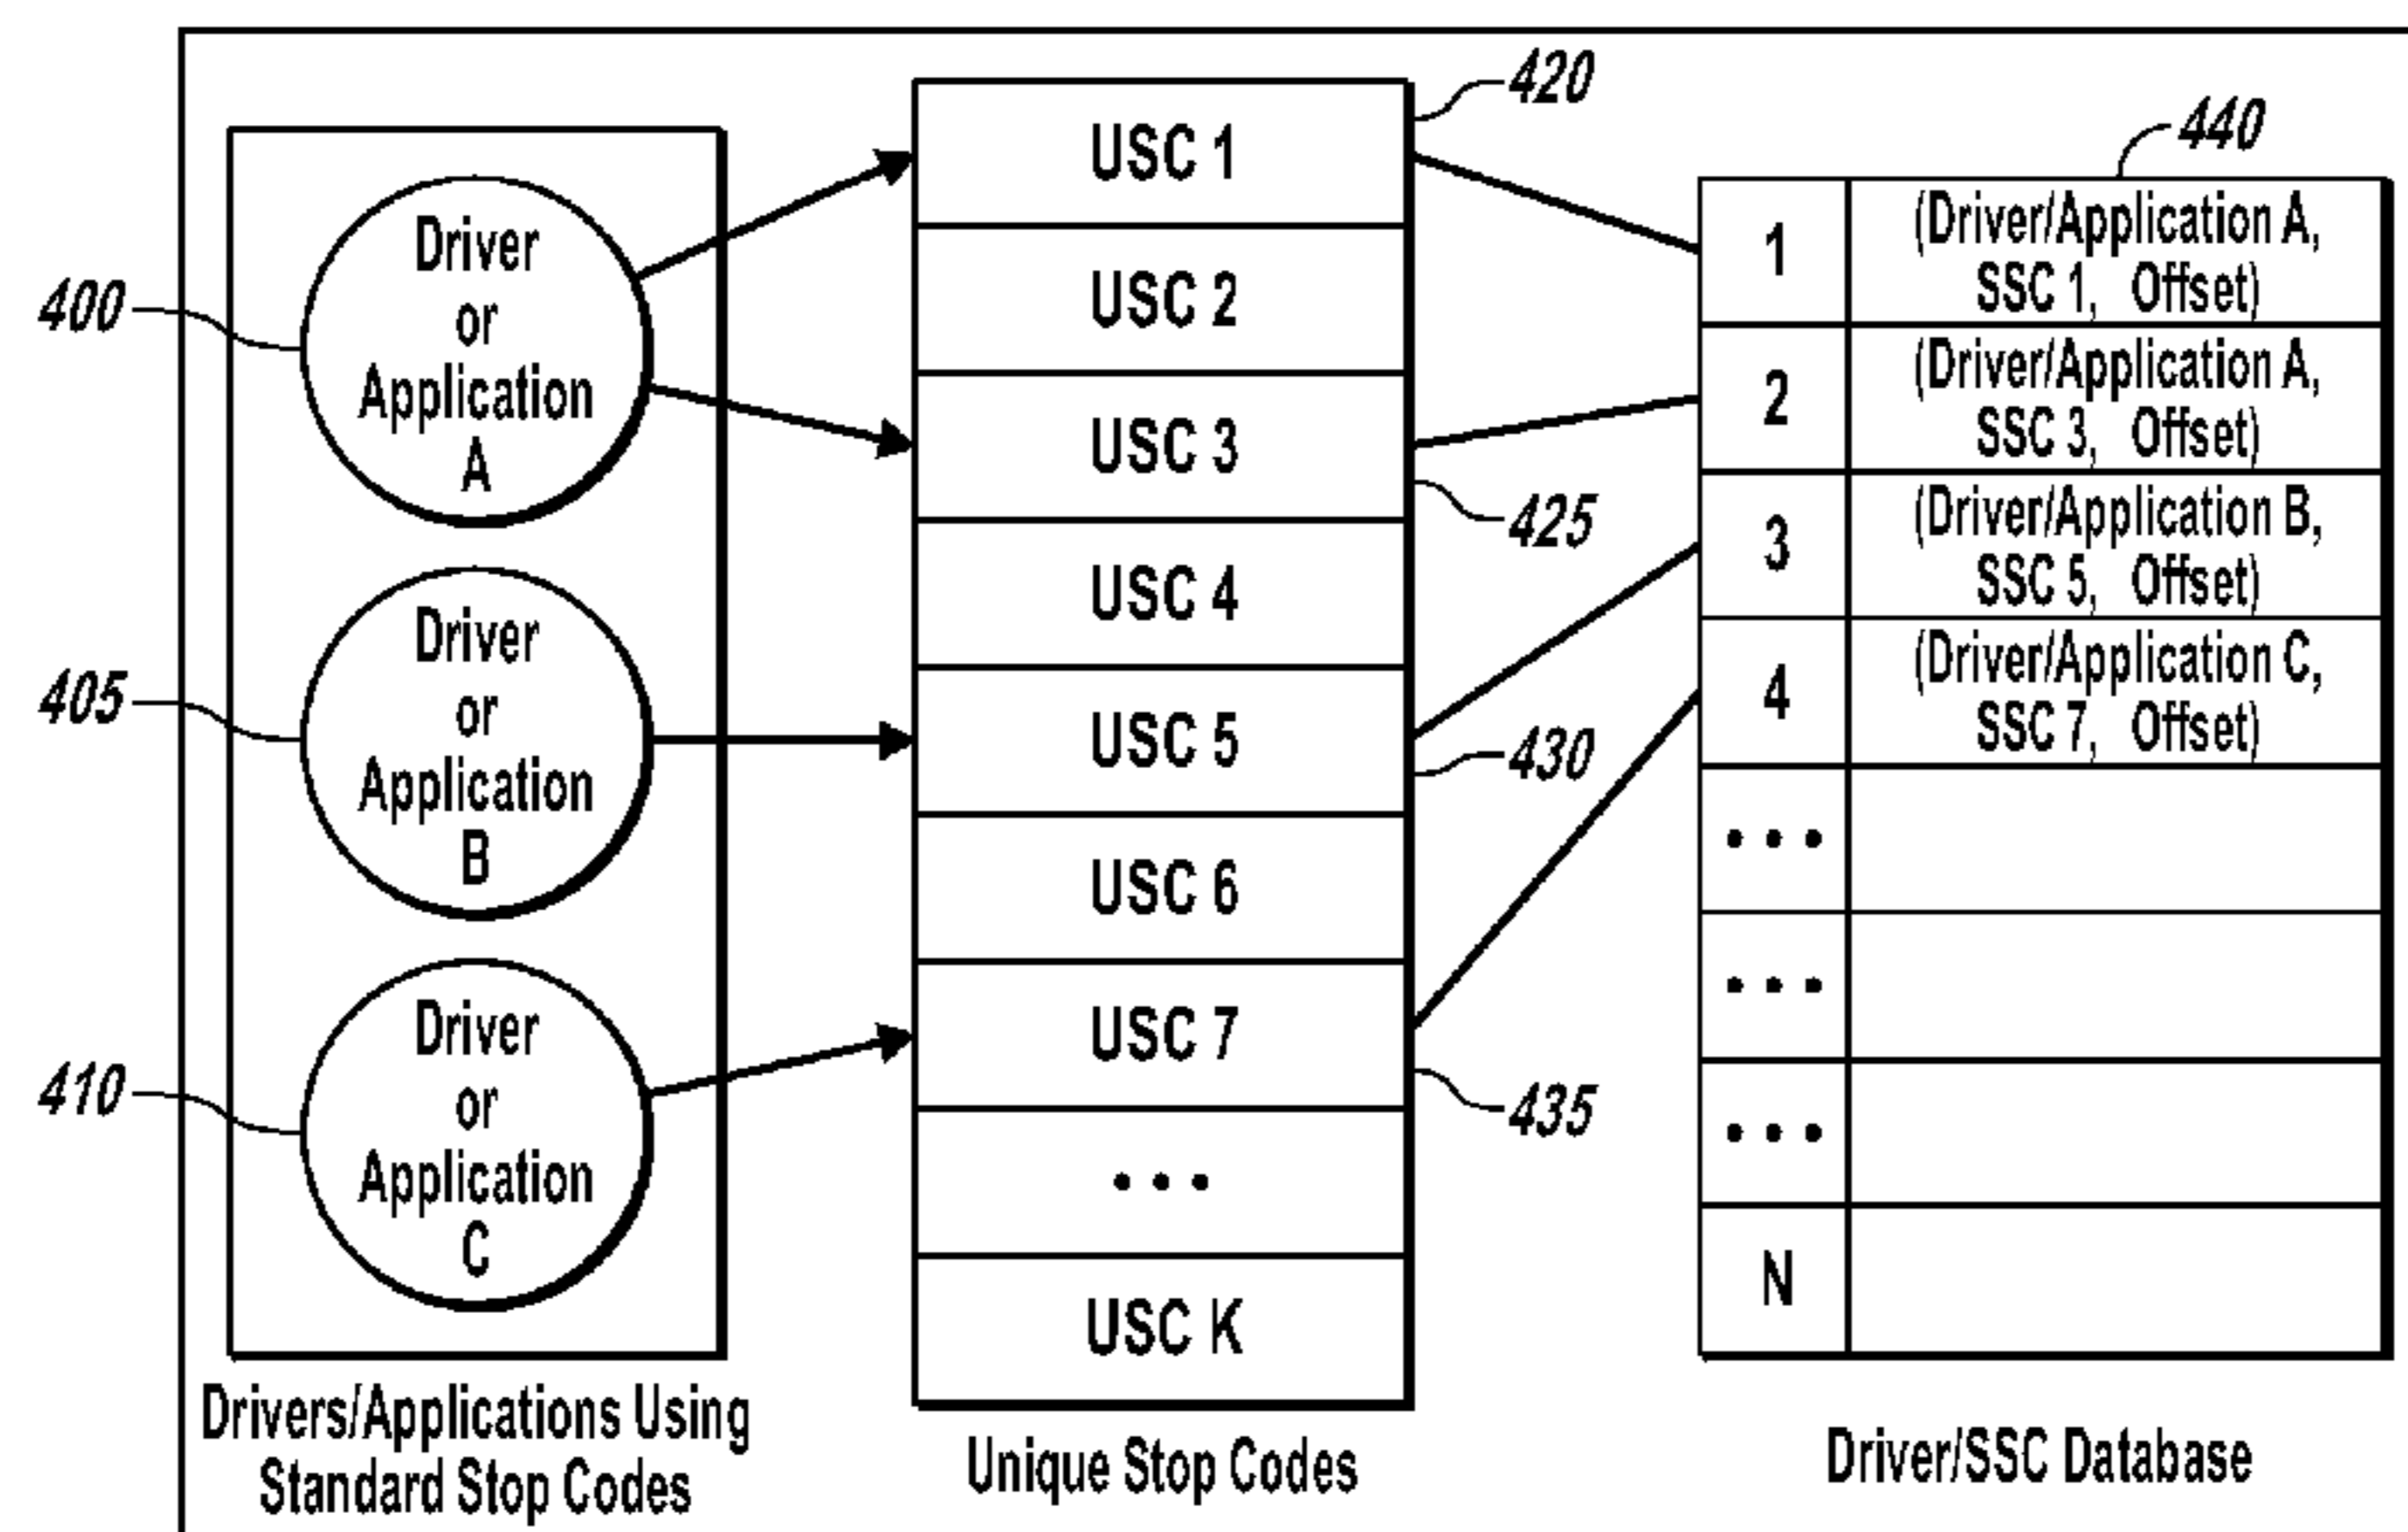 420
440
400
Driver
or
Application
A
405
Driver
or
Application
B
410
Driver
or
Application
C
Drivers/Applications Using
Standard Stop Codes
USC 1
USC 2
USC 3
425
USC 4
USC 5
430
USC 6
USC 7
435
• • •
USC K
Unique Stop Codes
1
(Driver/Application A,
SSC 1, Offset)
2
(Driver/Application A,
SSC 3, Offset)
3
(Driver/Application B,
SSC 5, Offset)
4
(Driver/Application C,
SSC 7, Offset)
• • •
• • •
• • •
N
Driver/SSC Database